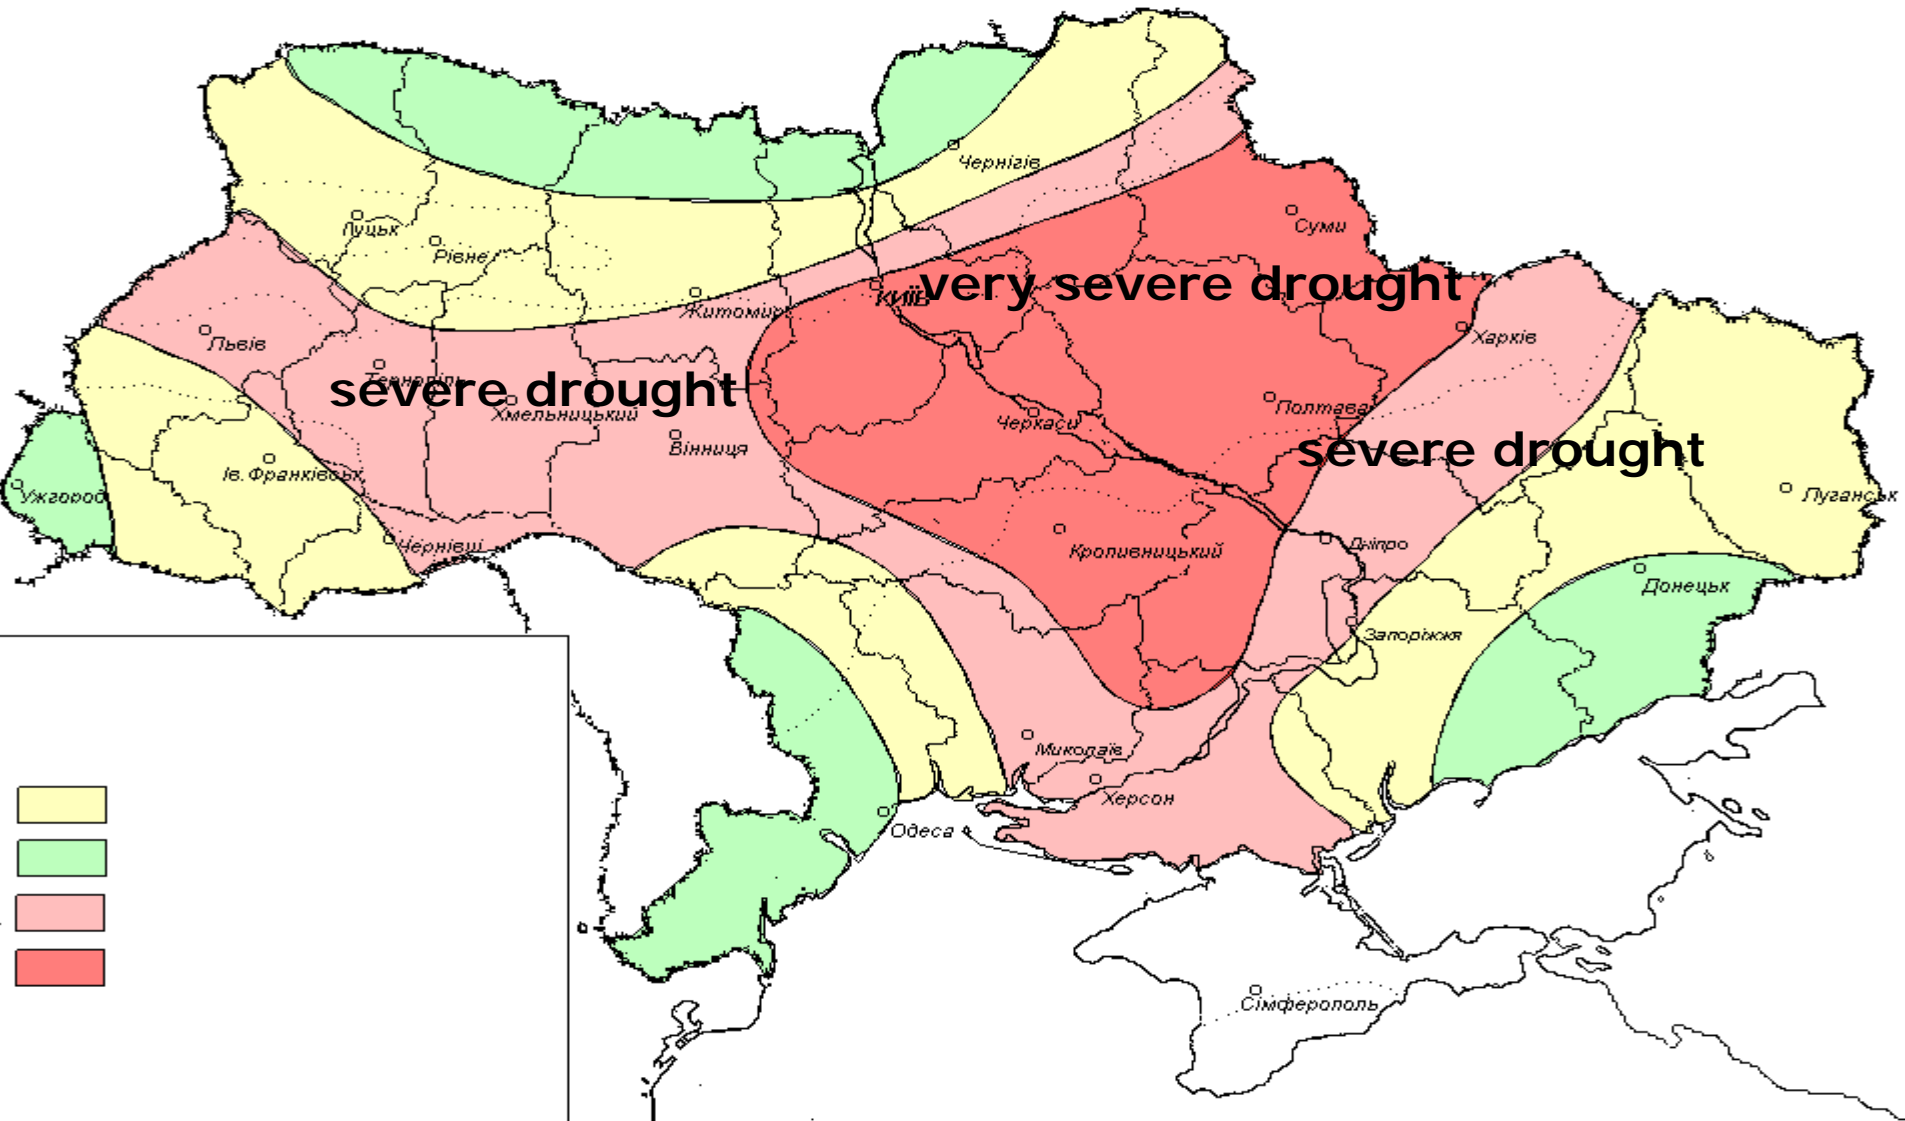 Чернігів
Суми
Луцьк
Рівне
very severe drought
КИЇВ
Житомир
Харків
Львів
Тернопіль
severe drought
Хмельницький
Полтава
Черкаси
Вінниця
severe drought
Ів. Франківськ
Ужгород
Луганськ
Чернівці
Кропивницький
Дніпро
Донецьк
Запоріжжя
Миколаїв
Херсон
Одеса
Сімферополь